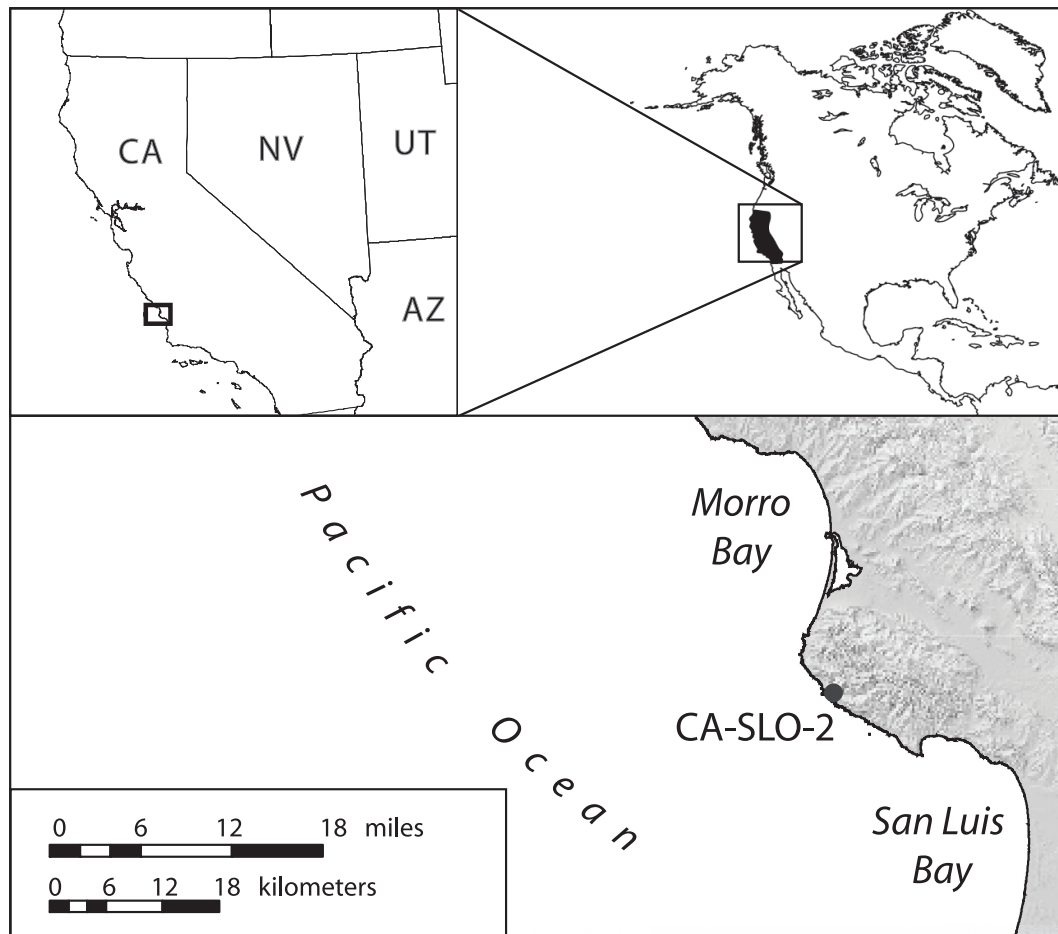 CA
NV
UT
AZ
Pacific Ocean
Morro
Bay
CA-SLO-2
San Luis
Bay
0 6 12 18 miles
0 6 12 18 kilometers